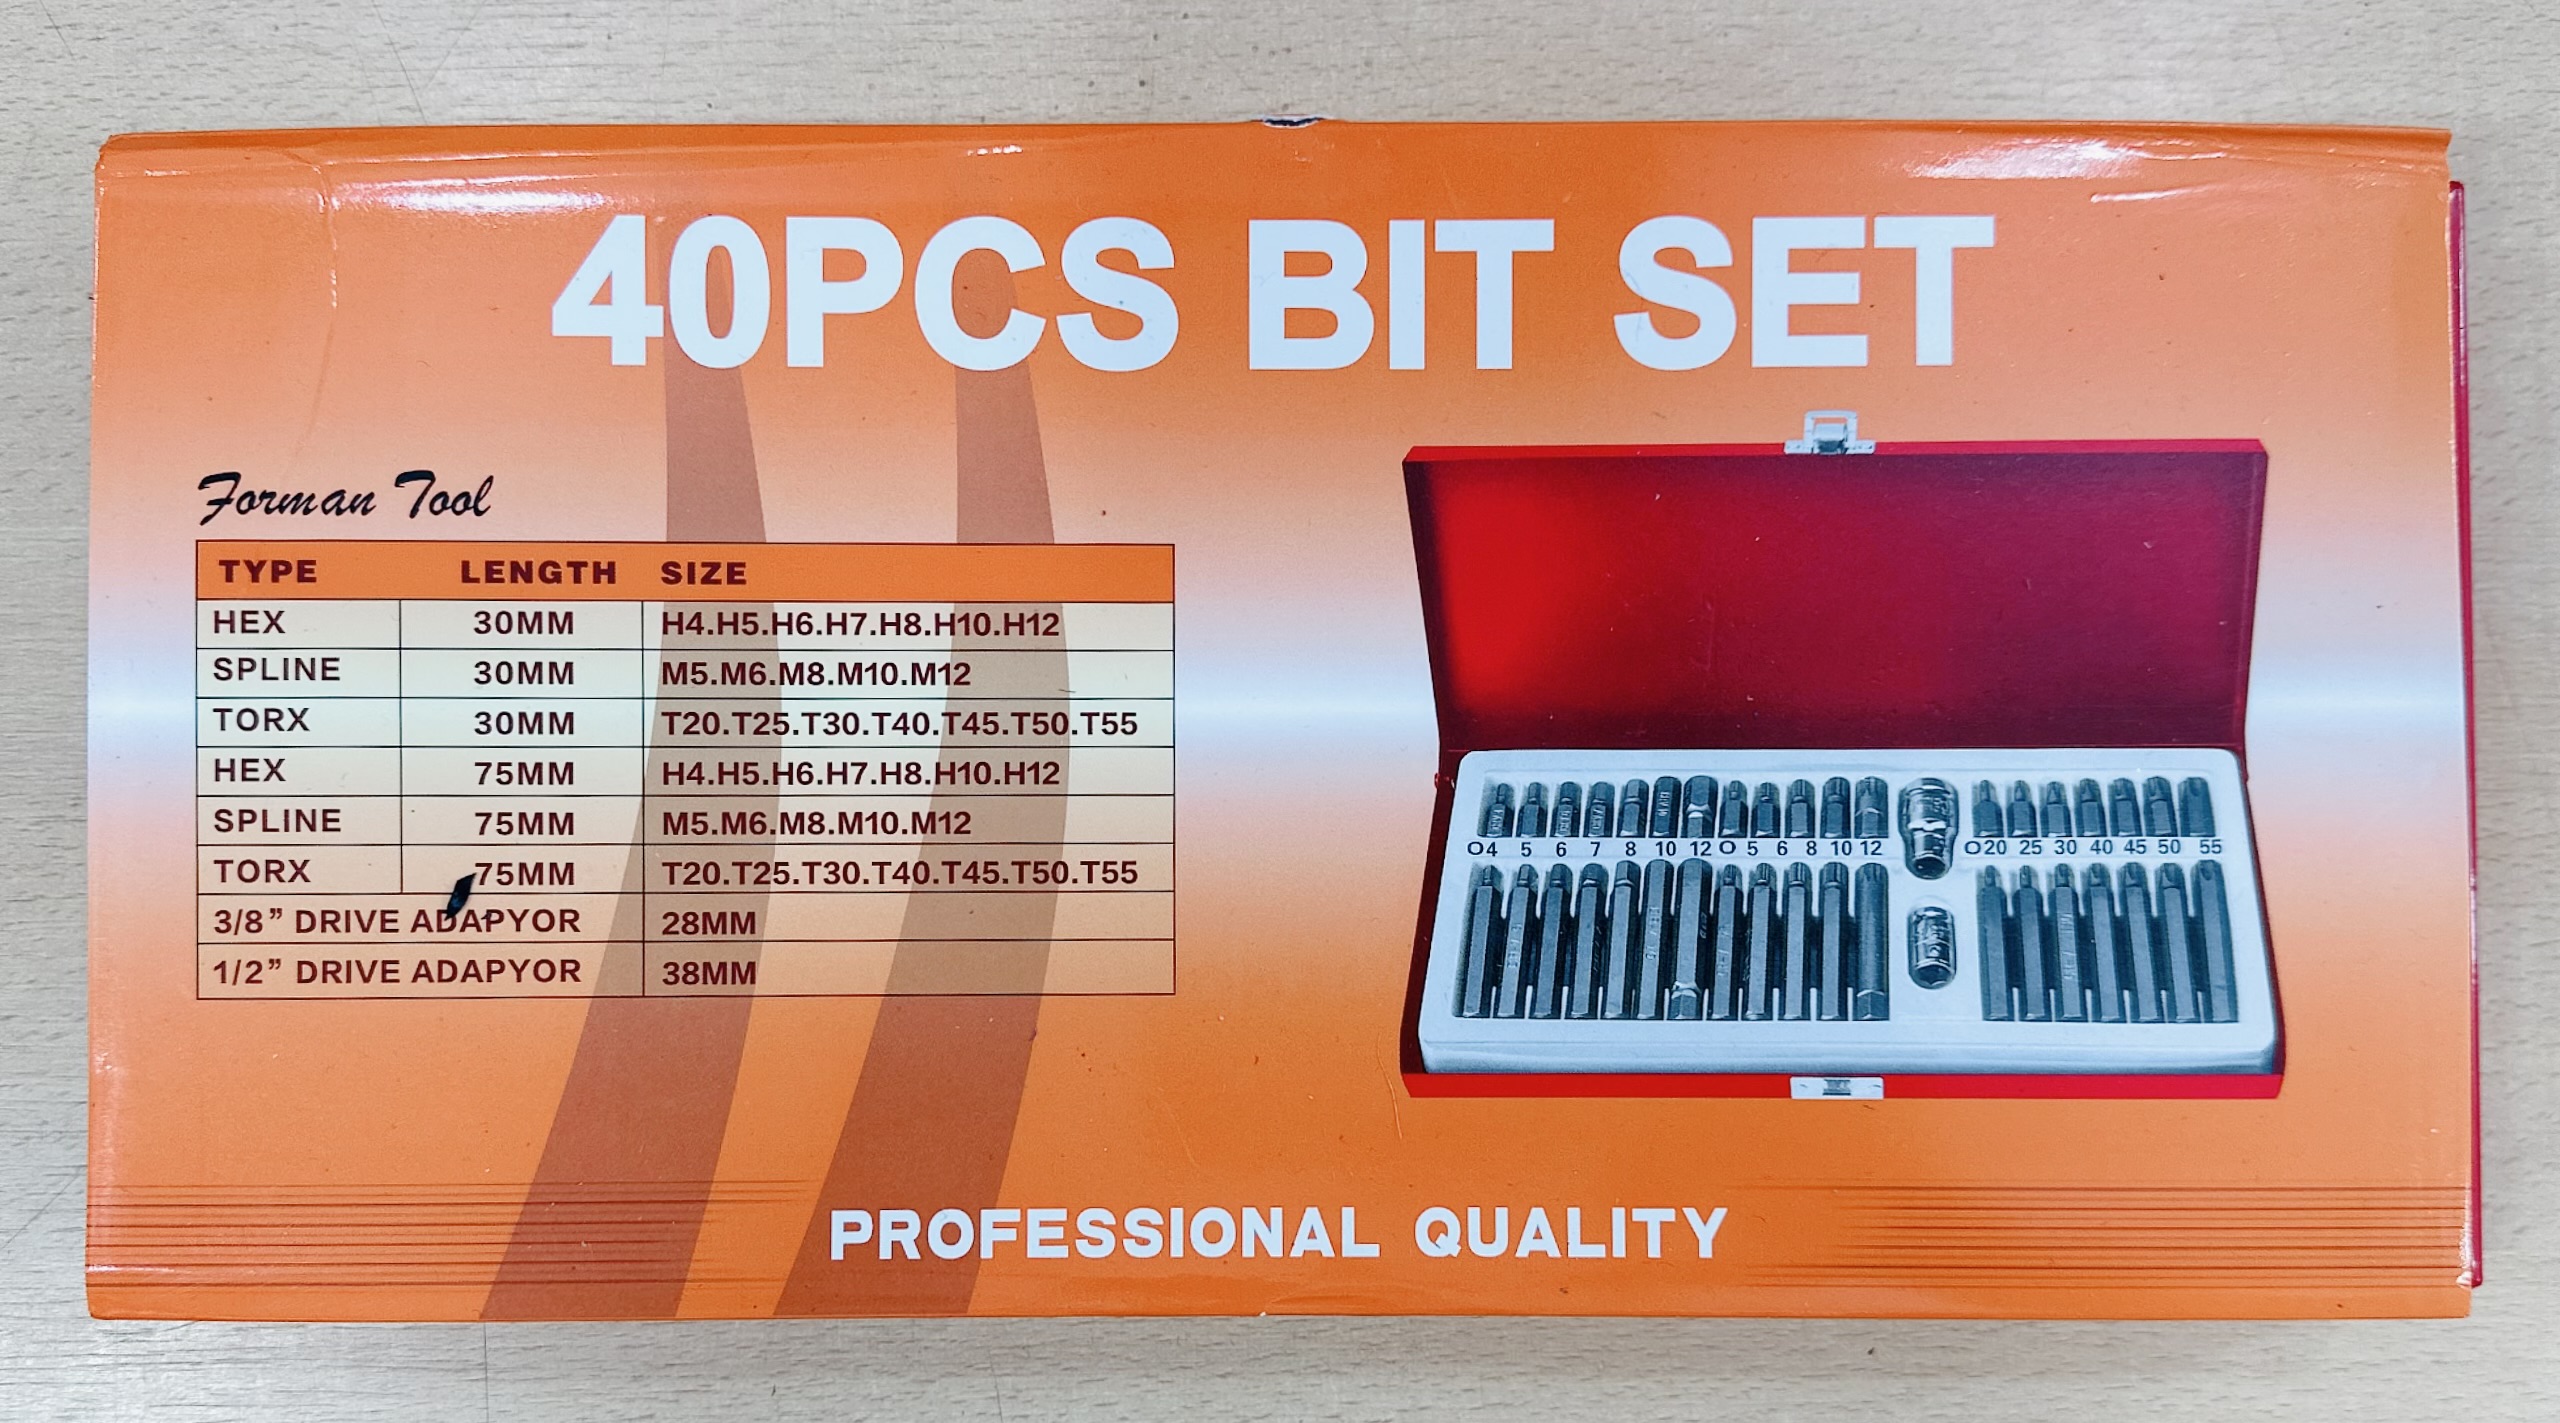 40PCS BIT SET
Forman Tool
TYPE LENGTH SIZE
HEX 30MM H4.H5.H6.H7.H8.H10.H12
SPLINE 30MM M5.M6.M8.M10.M12
TORX 30MM T20.T25.T30.T40.T45.T50.T55
HEX 75MM H4.H5.H6.H7.H8.H10.H12
SPLINE 75MM M5.M6.M8.M10.M12
TORX 75MM T20.T25.T30.T40.T45.T50.T55
3/8” DRIVE ADAPYOR 28MM
1/2” DRIVE ADAPYOR 38MM
O4 5 6 7 8 10 12 O 5 6 8 10 12 O20 25 30 40 45 50 55
PROFESSIONAL QUALITY